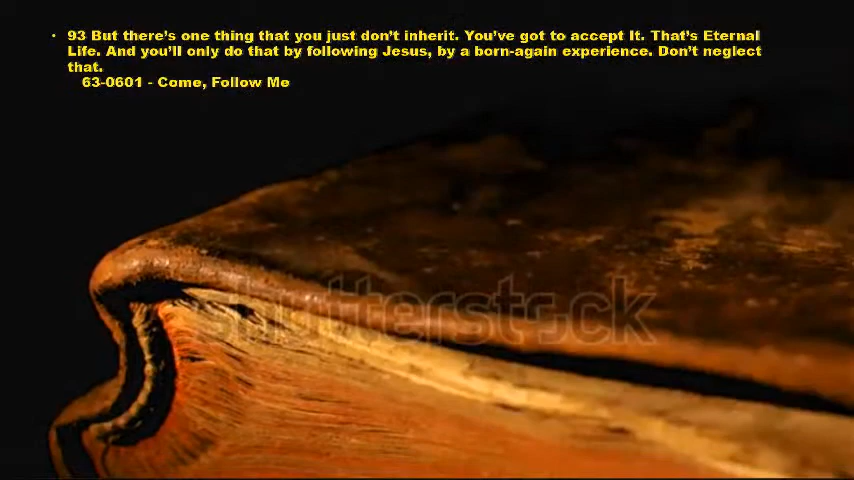 • 93 But there's one thing that you just don't inherit. You've got to accept It. That's Eternal
Life. And you'll only do that by following Jesus, by a born-again experience. Don't neglect
that.
63-0601 - Come, Follow Me
shutterstock